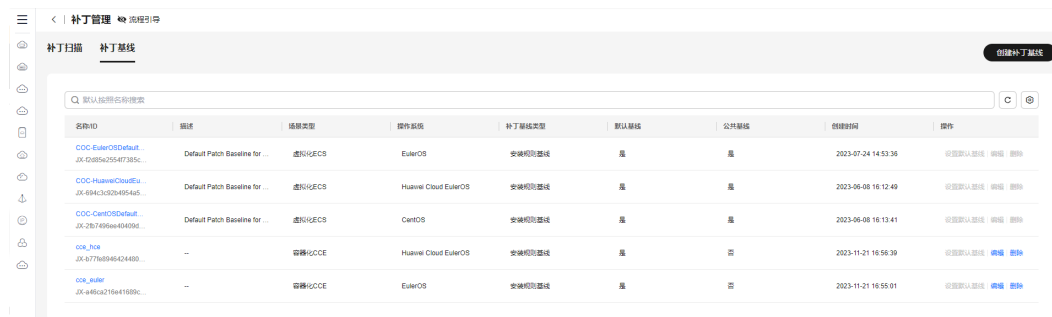 补丁管理 流程引导
补丁扫描 补丁基线
创建补丁基线
默认按照名称搜索
名称/ID 描述 场景类型 操作系统 补丁基线类型 默认基线 公共基线 创建时间 操作
COC-EulerOSDefault... Default Patch Baseline for ... 虚拟化ECS EulerOS 安装规则基线 是 是 2023-07-24 14:53:36 设置默认基线 编辑 删除
JX-f2d85e2554f7385c...
COC-HuaweiCloudEu... Default Patch Baseline for ... 虚拟化ECS Huawei Cloud EulerOS 安装规则基线 是 是 2023-06-08 16:12:49 设置默认基线 编辑 删除
JX-694c3c92b4954a5...
COC-CentOSDefault... Default Patch Baseline for ... 虚拟化ECS CentOS 安装规则基线 是 是 2023-06-08 16:13:41 设置默认基线 编辑 删除
JX-2fb7496ee40409d...
cce_hce -- 容器化CCE Huawei Cloud EulerOS 安装规则基线 是 否 2023-11-21 16:56:39 设置默认基线 编辑 删除
JX-b77fe8946424480...
cce_euler -- 容器化CCE EulerOS 安装规则基线 是 否 2023-11-21 16:55:01 设置默认基线 编辑 删除
JX-a46ca216e41689c...